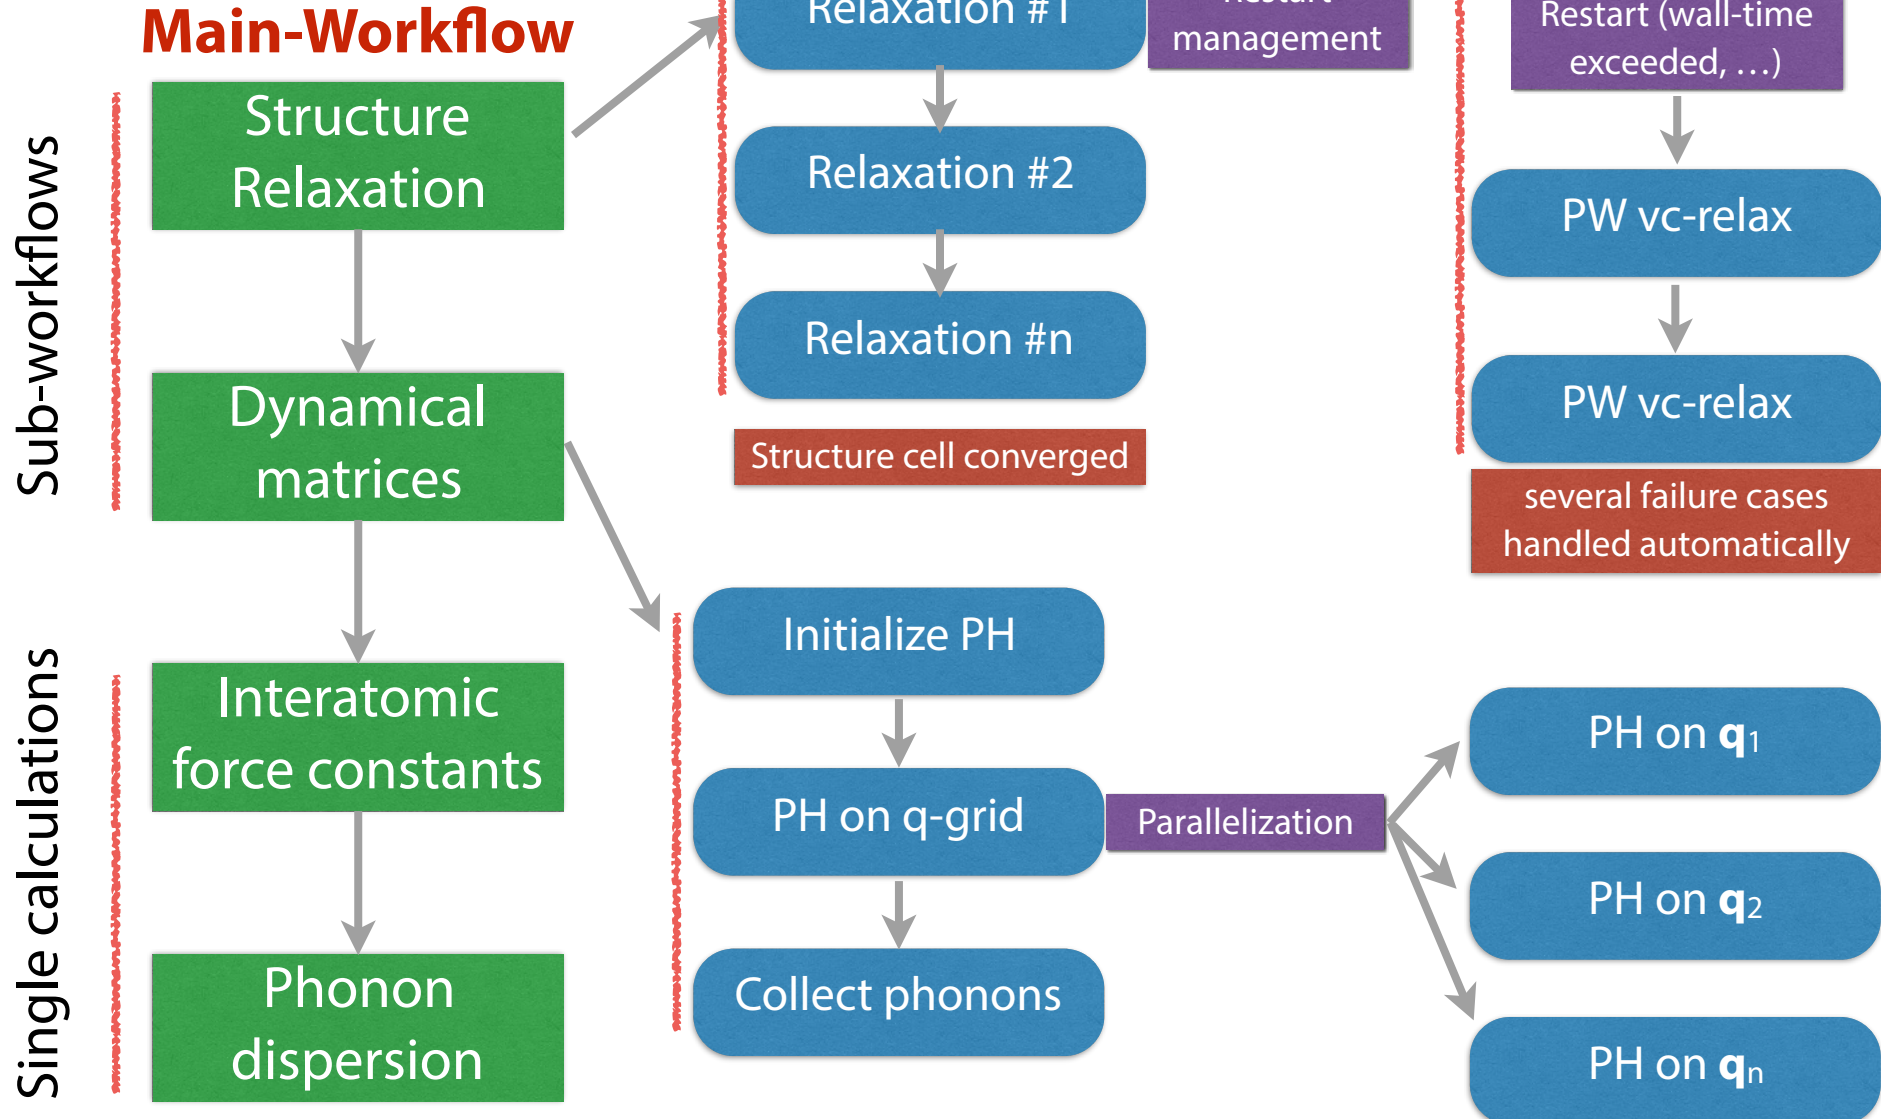 Main-Workflow
Sub-workflows
Structure
Relaxation
Dynamical
matrices
Single calculations
Interatomic
force constants
Phonon
dispersion
Relaxation #1
Restart
management
Relaxation #2
Relaxation #n
Structure cell converged
Restart (wall-time
exceeded, ...)
PW vc-relax
PW vc-relax
several failure cases
handled automatically
Initialize PH
PH on q-grid
Parallelization
Collect phonons
PH on q1
PH on q2
PH on qn